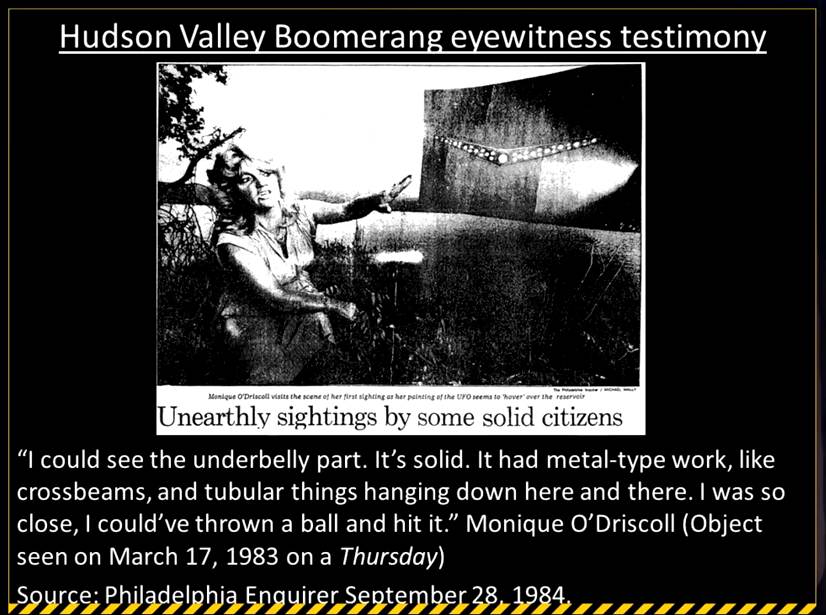 Hudson Valley Boomerang eyewitness testimony
The Philadelphia Inquirer / MICHAEL WALLY
Monique O'Driscoll visits the scene of her first sighting as her painting of the UFO seems to 'hover' over the reservoir
Unearthly sightings by some solid citizens
“I could see the underbelly part. It’s solid. It had metal-type work, like
crossbeams, and tubular things hanging down here and there. I was so
close, I could’ve thrown a ball and hit it.” Monique O’Driscoll (Object
seen on March 17, 1983 on a Thursday)
Source: Philadelphia Enquirer September 28, 1984.